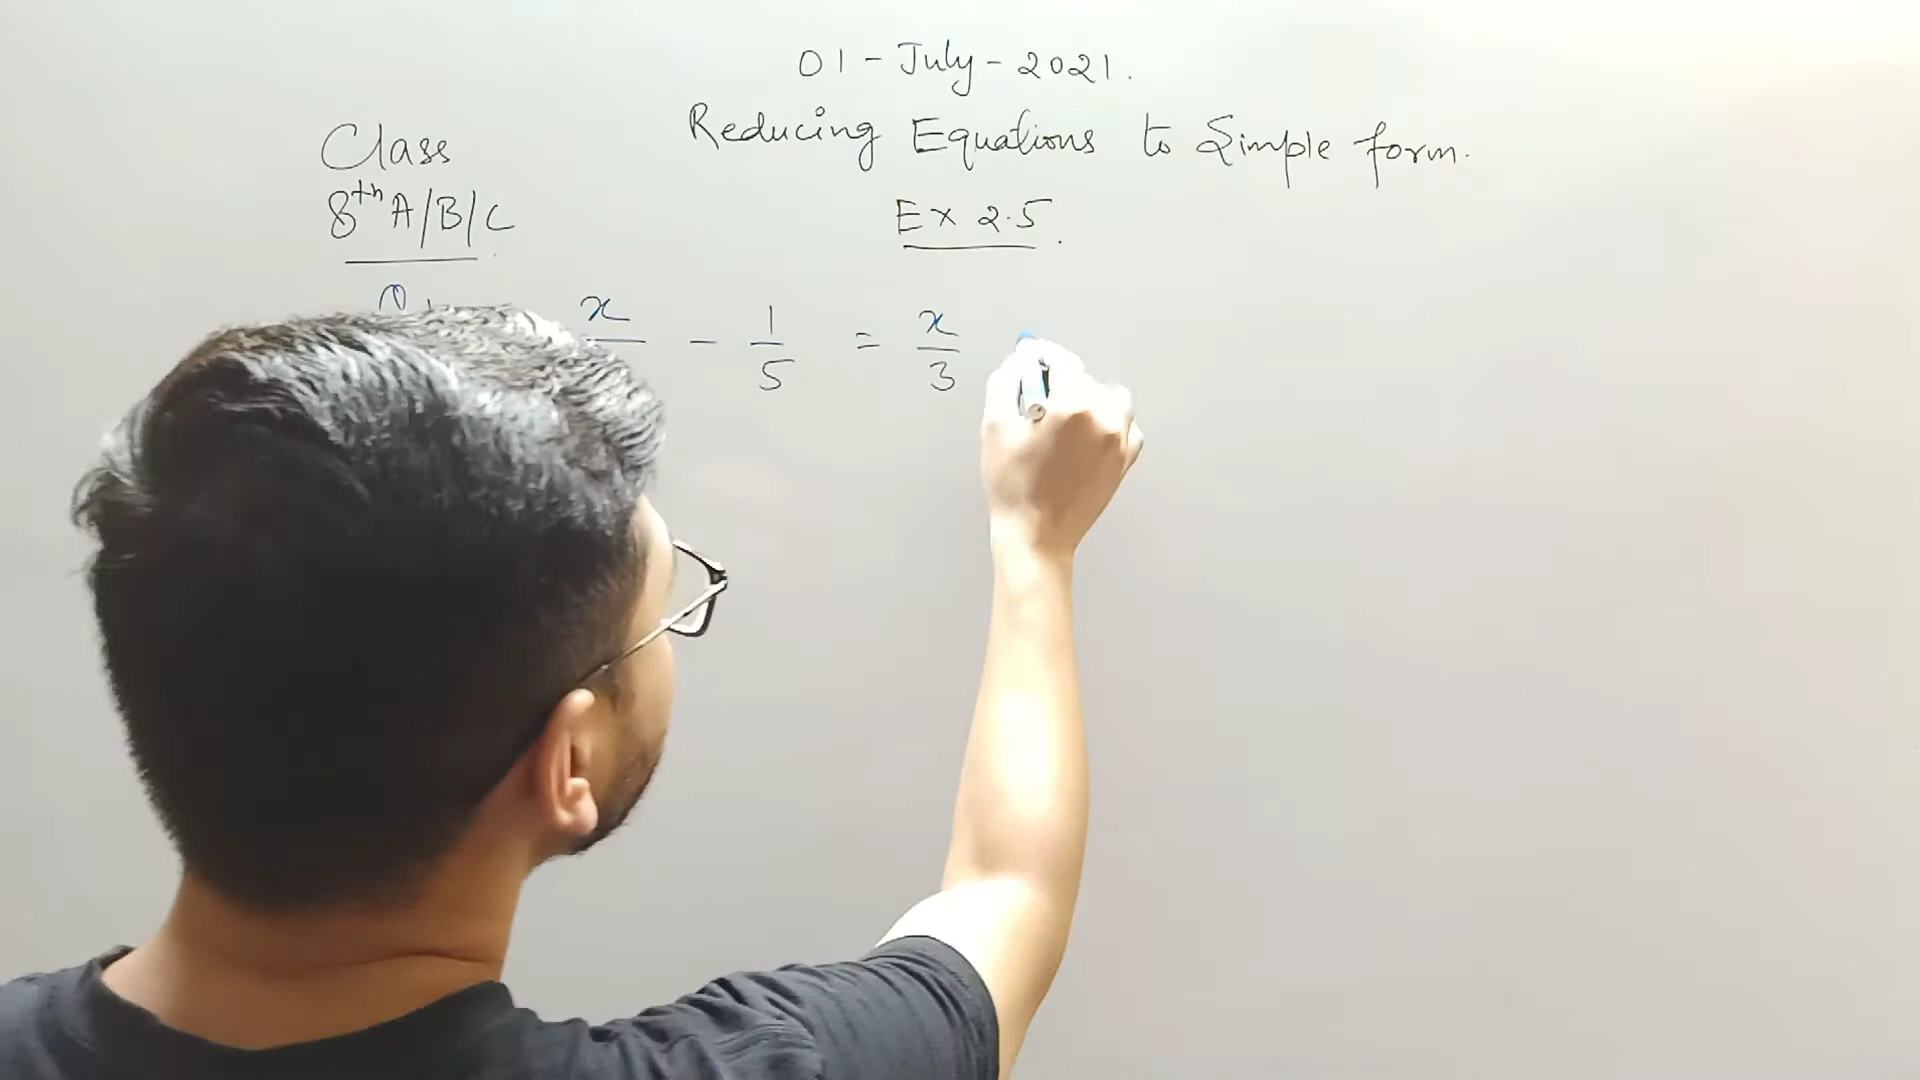 01-July-2021.
Reducing Equations to Simple form.
Class
8th A/B/C
Ex 2.5.
x - 1/5 = x/3